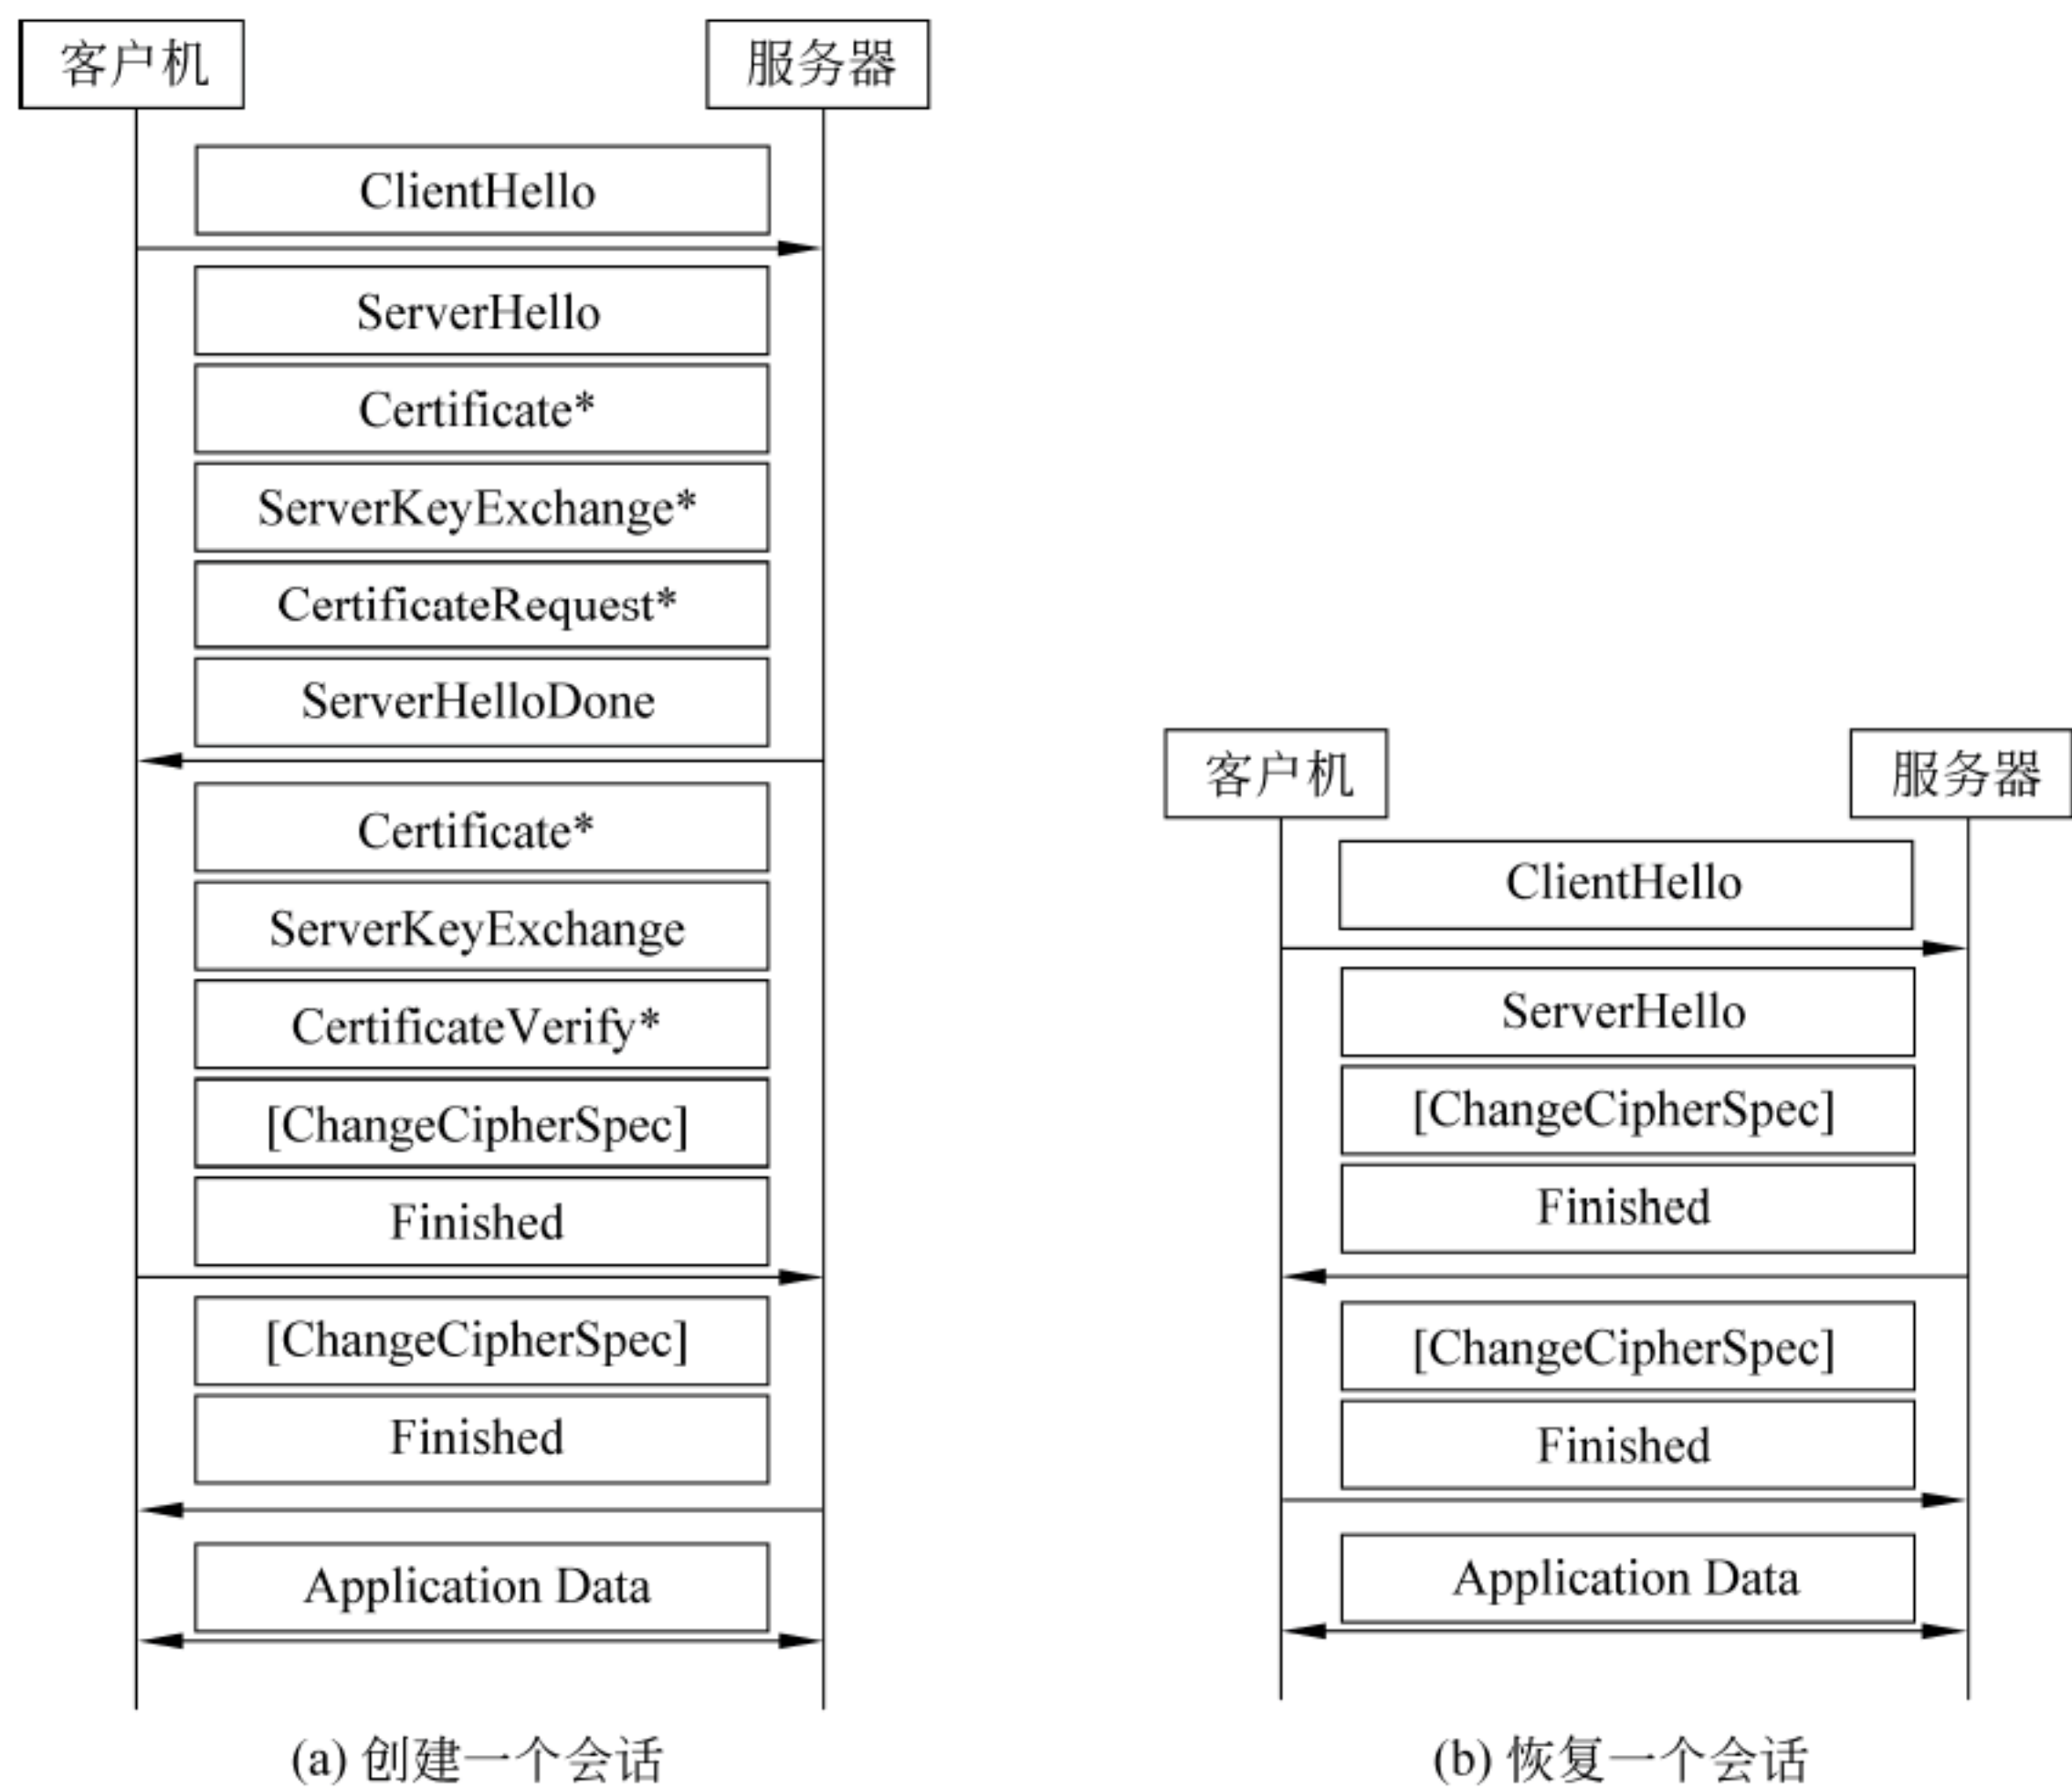 客户机
服务器
ClientHello
ServerHello
Certificate*
ServerKeyExchange*
CertificateRequest*
ServerHelloDone
Certificate*
ServerKeyExchange
CertificateVerify*
[ChangeCipherSpec]
Finished
[ChangeCipherSpec]
Finished
Application Data
(a) 创建一个会话
客户机
服务器
ClientHello
ServerHello
[ChangeCipherSpec]
Finished
[ChangeCipherSpec]
Finished
Application Data
(b) 恢复一个会话